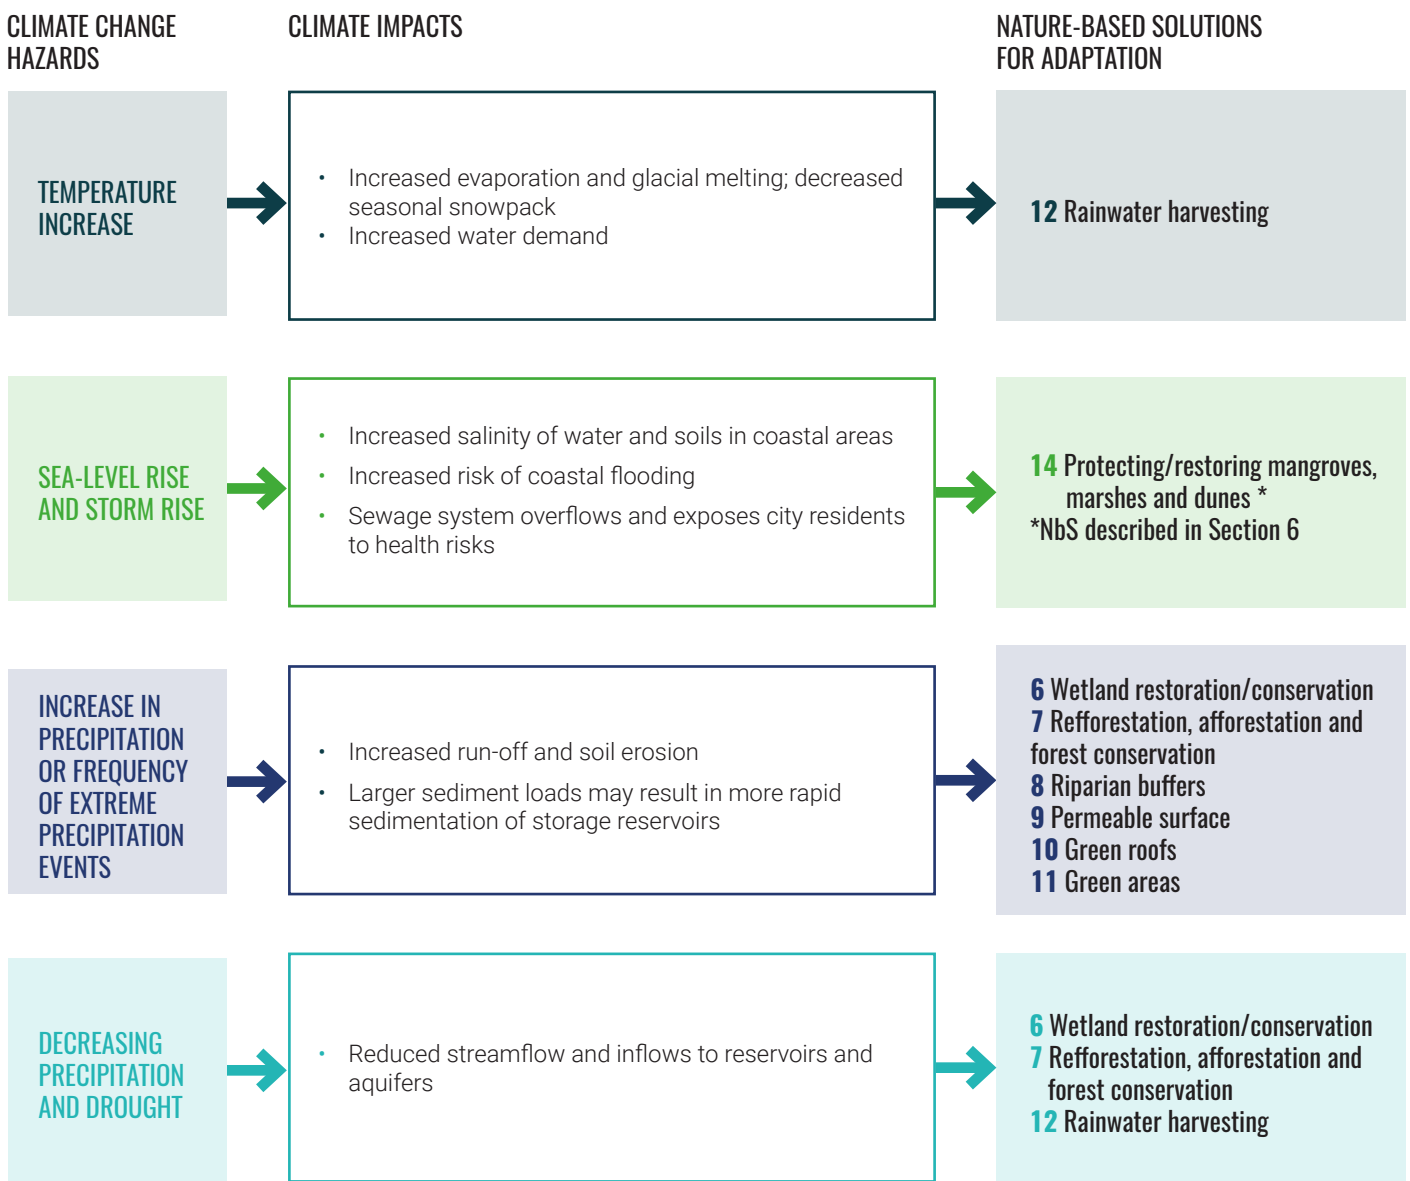 CLIMATE CHANGE
HAZARDS
CLIMATE IMPACTS
NATURE-BASED SOLUTIONS
FOR ADAPTATION
TEMPERATURE
INCREASE
• Increased evaporation and glacial melting; decreased
seasonal snowpack
• Increased water demand
12 Rainwater harvesting
SEA-LEVEL RISE
AND STORM RISE
• Increased salinity of water and soils in coastal areas
• Increased risk of coastal flooding
• Sewage system overflows and exposes city residents
to health risks
14 Protecting/restoring mangroves,
marshes and dunes *
*NbS described in Section 6
INCREASE IN
PRECIPITATION
OR FREQUENCY
OF EXTREME
PRECIPITATION
EVENTS
• Increased run-off and soil erosion
• Larger sediment loads may result in more rapid
sedimentation of storage reservoirs
6 Wetland restoration/conservation
7 Refforestation, afforestation and
forest conservation
8 Riparian buffers
9 Permeable surface
10 Green roofs
11 Green areas
DECREASING
PRECIPITATION
AND DROUGHT
• Reduced streamflow and inflows to reservoirs and
aquifers
6 Wetland restoration/conservation
7 Refforestation, afforestation and
forest conservation
12 Rainwater harvesting